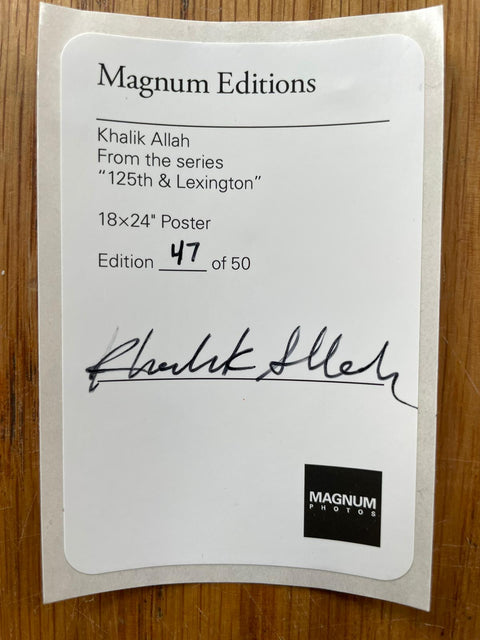 Magnum Editions
Khalik Allah
From the series
“125th & Lexington”
18×24" Poster
Edition 47 of 50
Khalik Allah
MAGNUM
PHOTOS